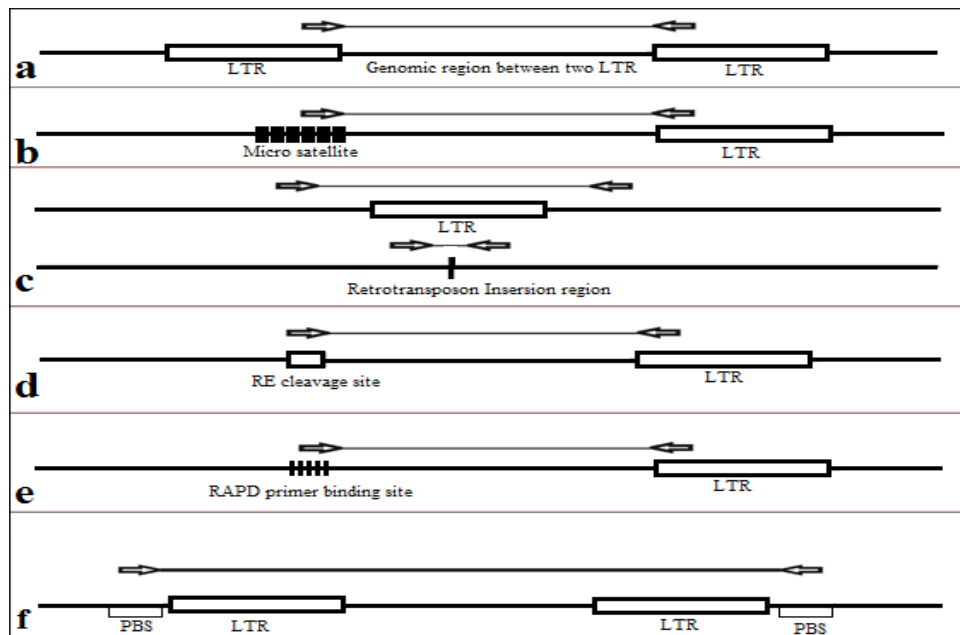 a
LTR
Genomic region between two LTR
LTR
b
Micro satellite
LTR
LTR
c
Retrotransposon Insersion region
d
RE cleavage site
LTR
e
RAPD primer binding site
LTR
f
PBS
LTR
LTR
PBS